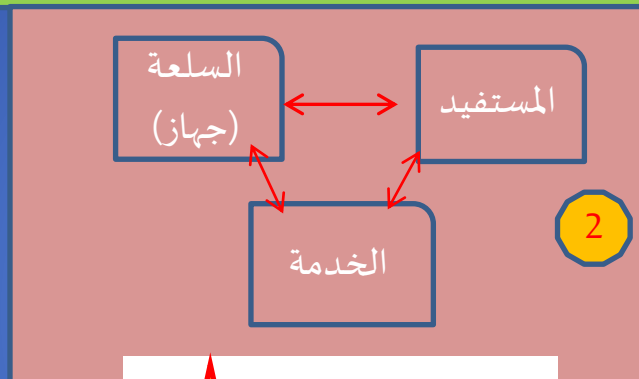 المستفيد
السلعة
(جهاز)
الخدمة
2